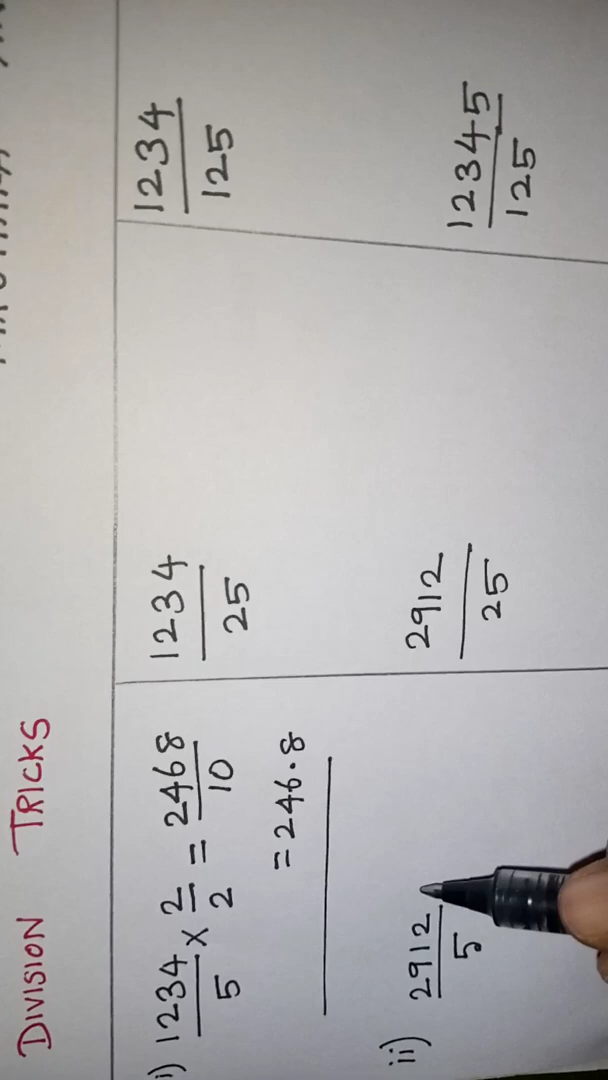 DIVISION TRICKS
i) 1234/5 × 2/2 = 2468/10
= 246.8
ii) 2912/5
1234/25
2912/25
1234/125
12345/125